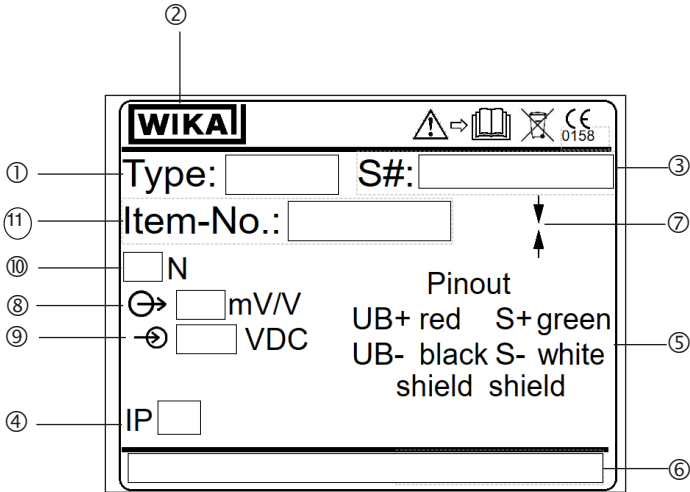 ②
WIKAI
CE
0158
① Type: S#: ③
⑪ Item-No.: ⑦
⑩ N
Pinout
⑧ mV/V
UB+ red S+ green
⑨ VDC
UB- black S- white ⑤
shield shield
④ IP
⑥